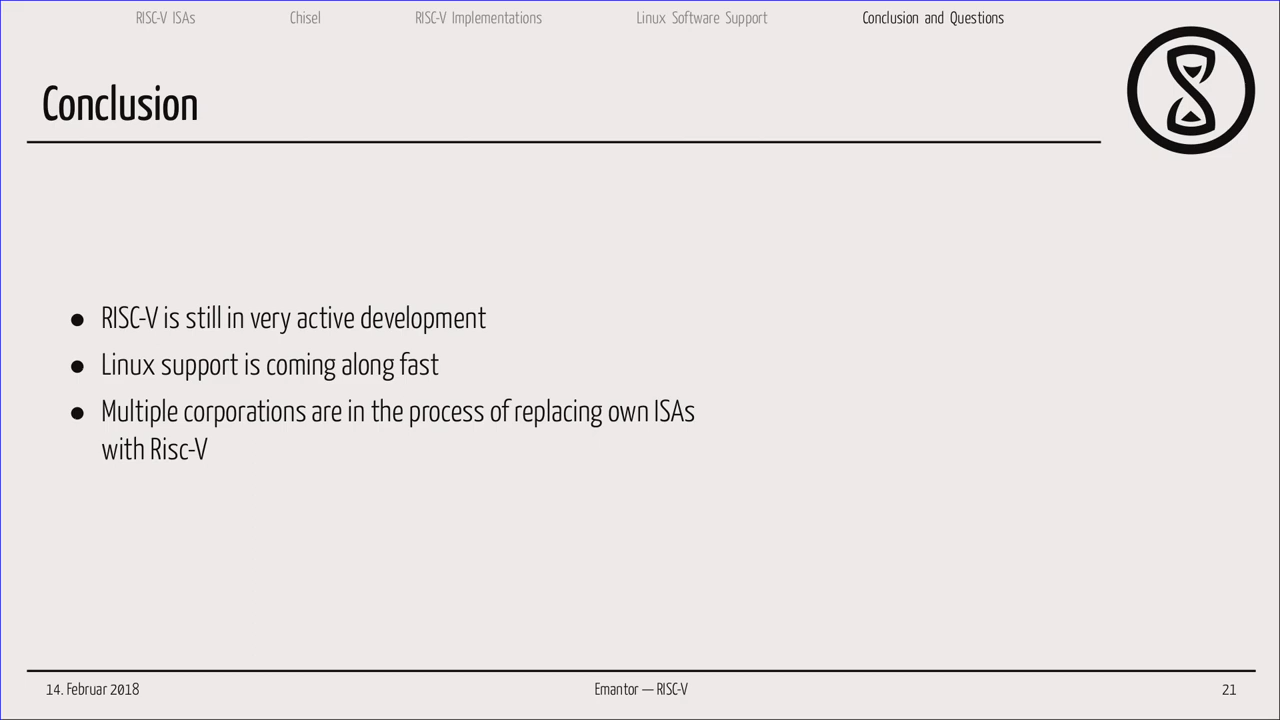 RISC-V ISAs Chisel RISC-V Implementations Linux Software Support Conclusion and Questions
Conclusion
● RISC-V is still in very active development
● Linux support is coming along fast
● Multiple corporations are in the process of replacing own ISAs
with Risc-V
14. Februar 2018 Emantor — RISC-V 21